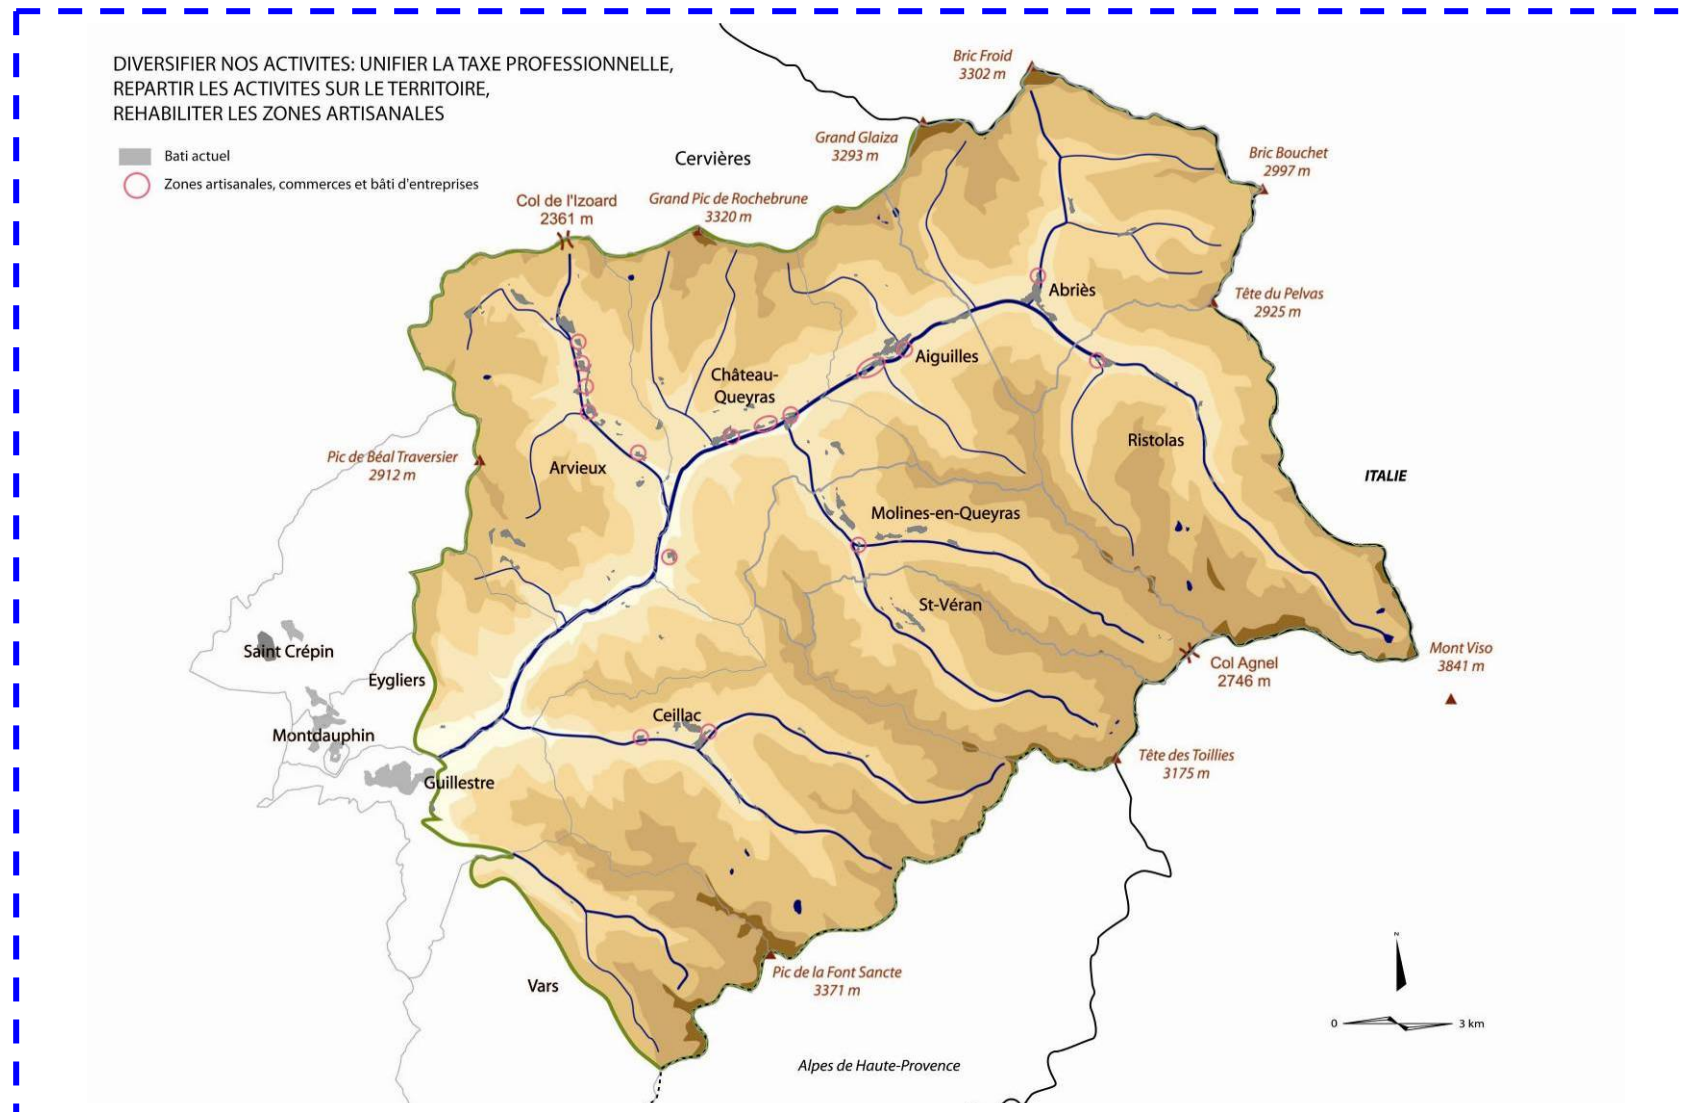 DIVERSIFIER NOS ACTIVITES: UNIFIER LA TAXE PROFESSIONNELLE,
REPARTIR LES ACTIVITES SUR LE TERRITOIRE,
REHABILITER LES ZONES ARTISANALES
Bati actuel
Zones artisanales, commerces et bâti d'entreprises
Bric Froid
3302 m
Grand Glaiza
3293 m
Cervières
Bric Bouchet
2997 m
Col de l'Izoard
2361 m
Grand Pic de Rochebrune
3320 m
Abriès
Tête du Pelvas
2925 m
Aiguilles
Château-
Queyras
Ristolas
Pic de Béal Traversier
2912 m
Arvieux
ITALIE
Molines-en-Queyras
St-Véran
Saint Crépin
Mont Viso
3841 m
Col Agnel
2746 m
Eygliers
Ceillac
Montdauphin
Tête des Toillies
3175 m
Guillestre
Pic de la Font Sancte
3371 m
Vars
N
0 3 km
Alpes de Haute-Provence